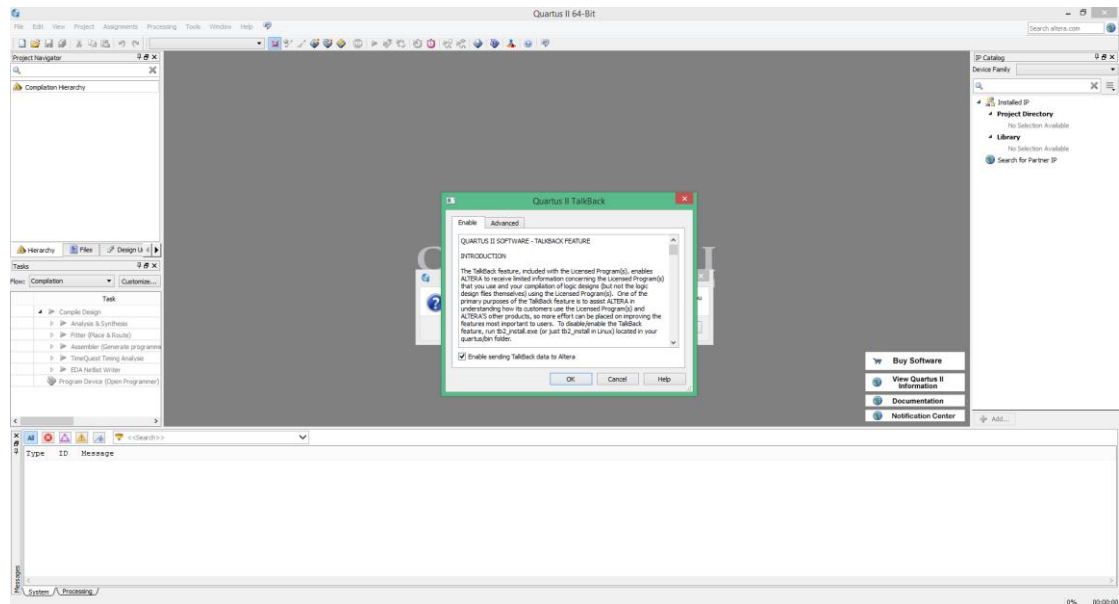 Quartus II 64-Bit
File Edit View Project Assignments Processing Tools Window Help
Search altera.com
Project Navigator
Compilation Hierarchy
Hierarchy Files Design U
Tasks
Flow: Compilation Customize...
Task
Compile Design
Analysis & Synthesis
Fitter (Place & Route)
Assembler (Generate programm
TimeQuest Timing Analysis
EDA Netlist Writer
Program Device (Open Programmer)
Quartus II TalkBack
Enable Advanced
QUARTUS II SOFTWARE - TALKBACK FEATURE
INTRODUCTION
The TalkBack feature, included with the Licensed Program(s), enables
ALTERA to receive limited information concerning the Licensed Program(s)
that you use and your compilation of logic designs (but not the logic
design files themselves) using the Licensed Program(s). One of the
primary purposes of the TalkBack feature is to assist ALTERA in
understanding how its customers use the Licensed Program(s) and
ALTERA'S other products, so more effort can be placed on improving the
features most important to users. To disable/enable the TalkBack
feature, run tb2_install.exe (or just tb2_install in Linux) located in your
quartus/bin folder.
Enable sending TalkBack data to Altera
OK Cancel Help
Buy Software
View Quartus II
Information
Documentation
Notification Center
IP Catalog
Device Family
Installed IP
Project Directory
No Selection Available
Library
No Selection Available
Search for Partner IP
Add...
All <<Search>>
Type ID Message
Messages
System Processing
0% 00:00:00